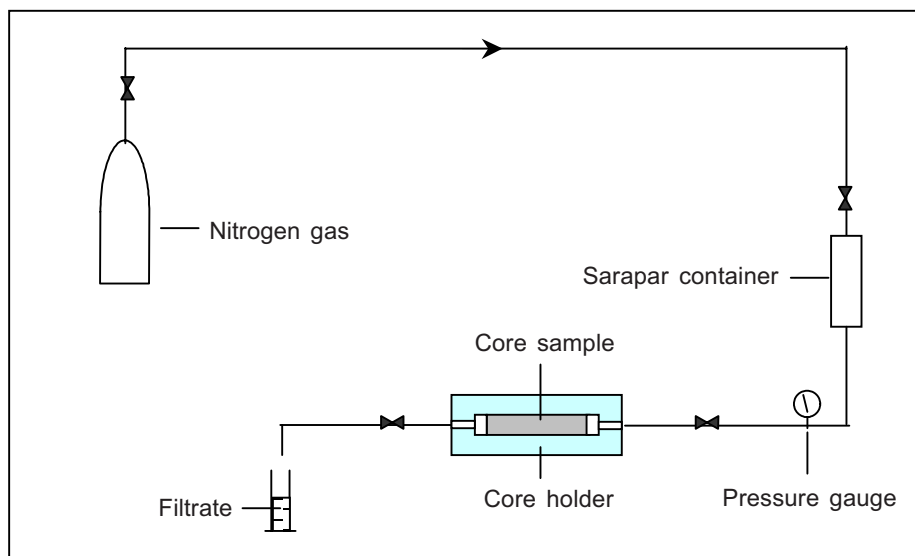 Nitrogen gas
Sarapar container
Core sample
Filtrate
Core holder
Pressure gauge